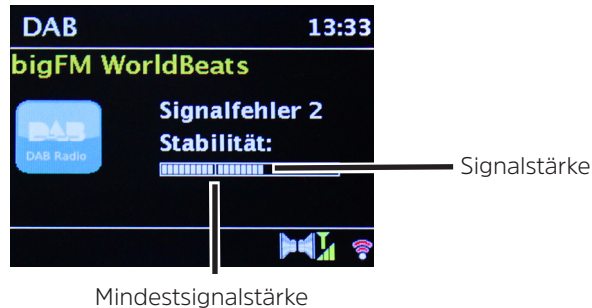 DAB 13:33
bigFM WorldBeats
DAB
DAB Radio
Signalfehler 2
Stabilität:
Signalstärke
Mindestsignalstärke